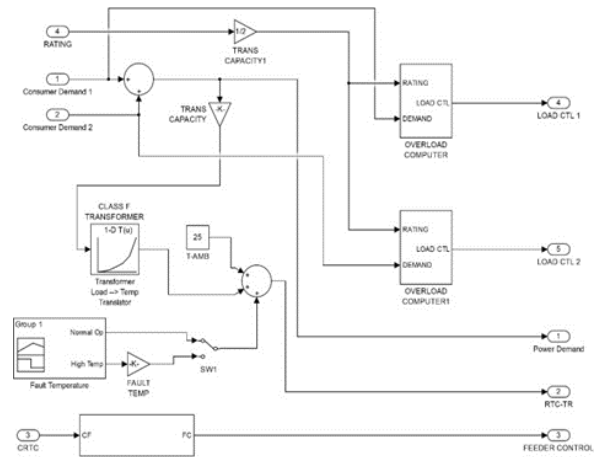 4
RATING
1/2
TRANS
CAPACITY1
1
Consumer Demand 1
2
Consumer Demand 2
+
+
TRANS
CAPACITY
-K-
RATING
LOAD CTL
DEMAND
OVERLOAD
COMPUTER
4
LOAD CTL 1
CLASS F
TRANSFORMER
1-D T(u)
Transformer
Load --> Temp
Translator
25
T-AMB
+
+
+
RATING
LOAD CTL
DEMAND
OVERLOAD
COMPUTER1
5
LOAD CTL 2
Group 1
Normal Op
High Temp
Fault Temperature
-K-
FAULT
TEMP
SW1
1
Power Demand
2
RTC-TR
3
CRTC
CF
FC
3
FEEDER CONTROL